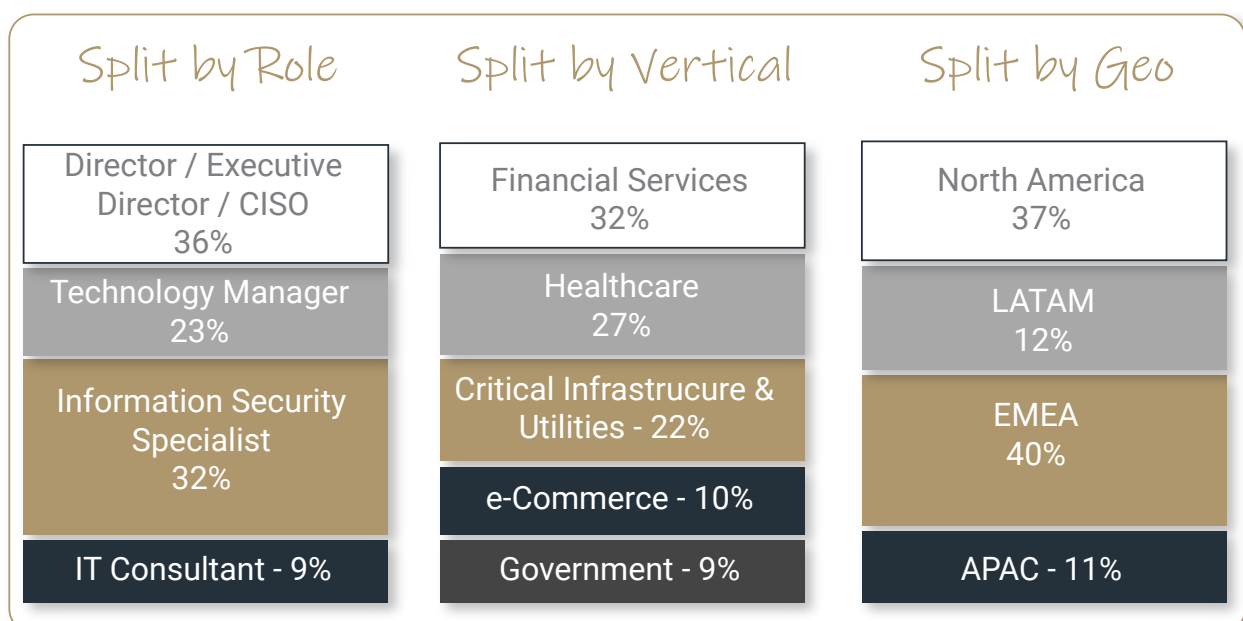 Split by Role
Director / Executive
Director / CISO
36%
Technology Manager
23%
Information Security
Specialist
32%
IT Consultant - 9%
Split by Vertical
Financial Services
32%
Healthcare
27%
Critical Infrastrucure &
Utilities - 22%
e-Commerce - 10%
Government - 9%
Split by Geo
North America
37%
LATAM
12%
EMEA
40%
APAC - 11%